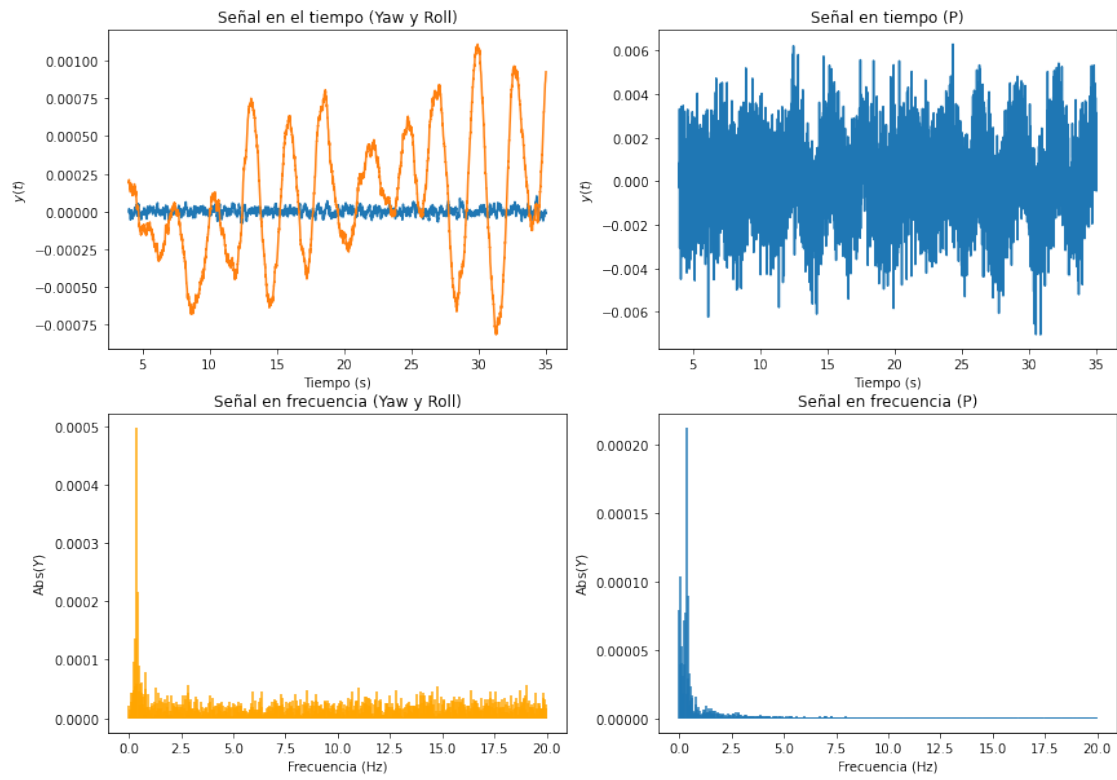 Señal en el tiempo (Yaw y Roll)
0.00100
0.00075
0.00050
0.00025
0.00000
−0.00025
−0.00050
−0.00075
y(t)
5 10 15 20 25 30 35
Tiempo (s)
Señal en tiempo (P)
0.006
0.004
0.002
0.000
−0.002
−0.004
−0.006
y(t)
5 10 15 20 25 30 35
Tiempo (s)
Señal en frecuencia (Yaw y Roll)
0.0005
0.0004
0.0003
0.0002
0.0001
0.0000
Abs(Y)
0.0 2.5 5.0 7.5 10.0 12.5 15.0 17.5 20.0
Frecuencia (Hz)
Señal en frecuencia (P)
0.00020
0.00015
0.00010
0.00005
0.00000
Abs(Y)
0.0 2.5 5.0 7.5 10.0 12.5 15.0 17.5 20.0
Frecuencia (Hz)